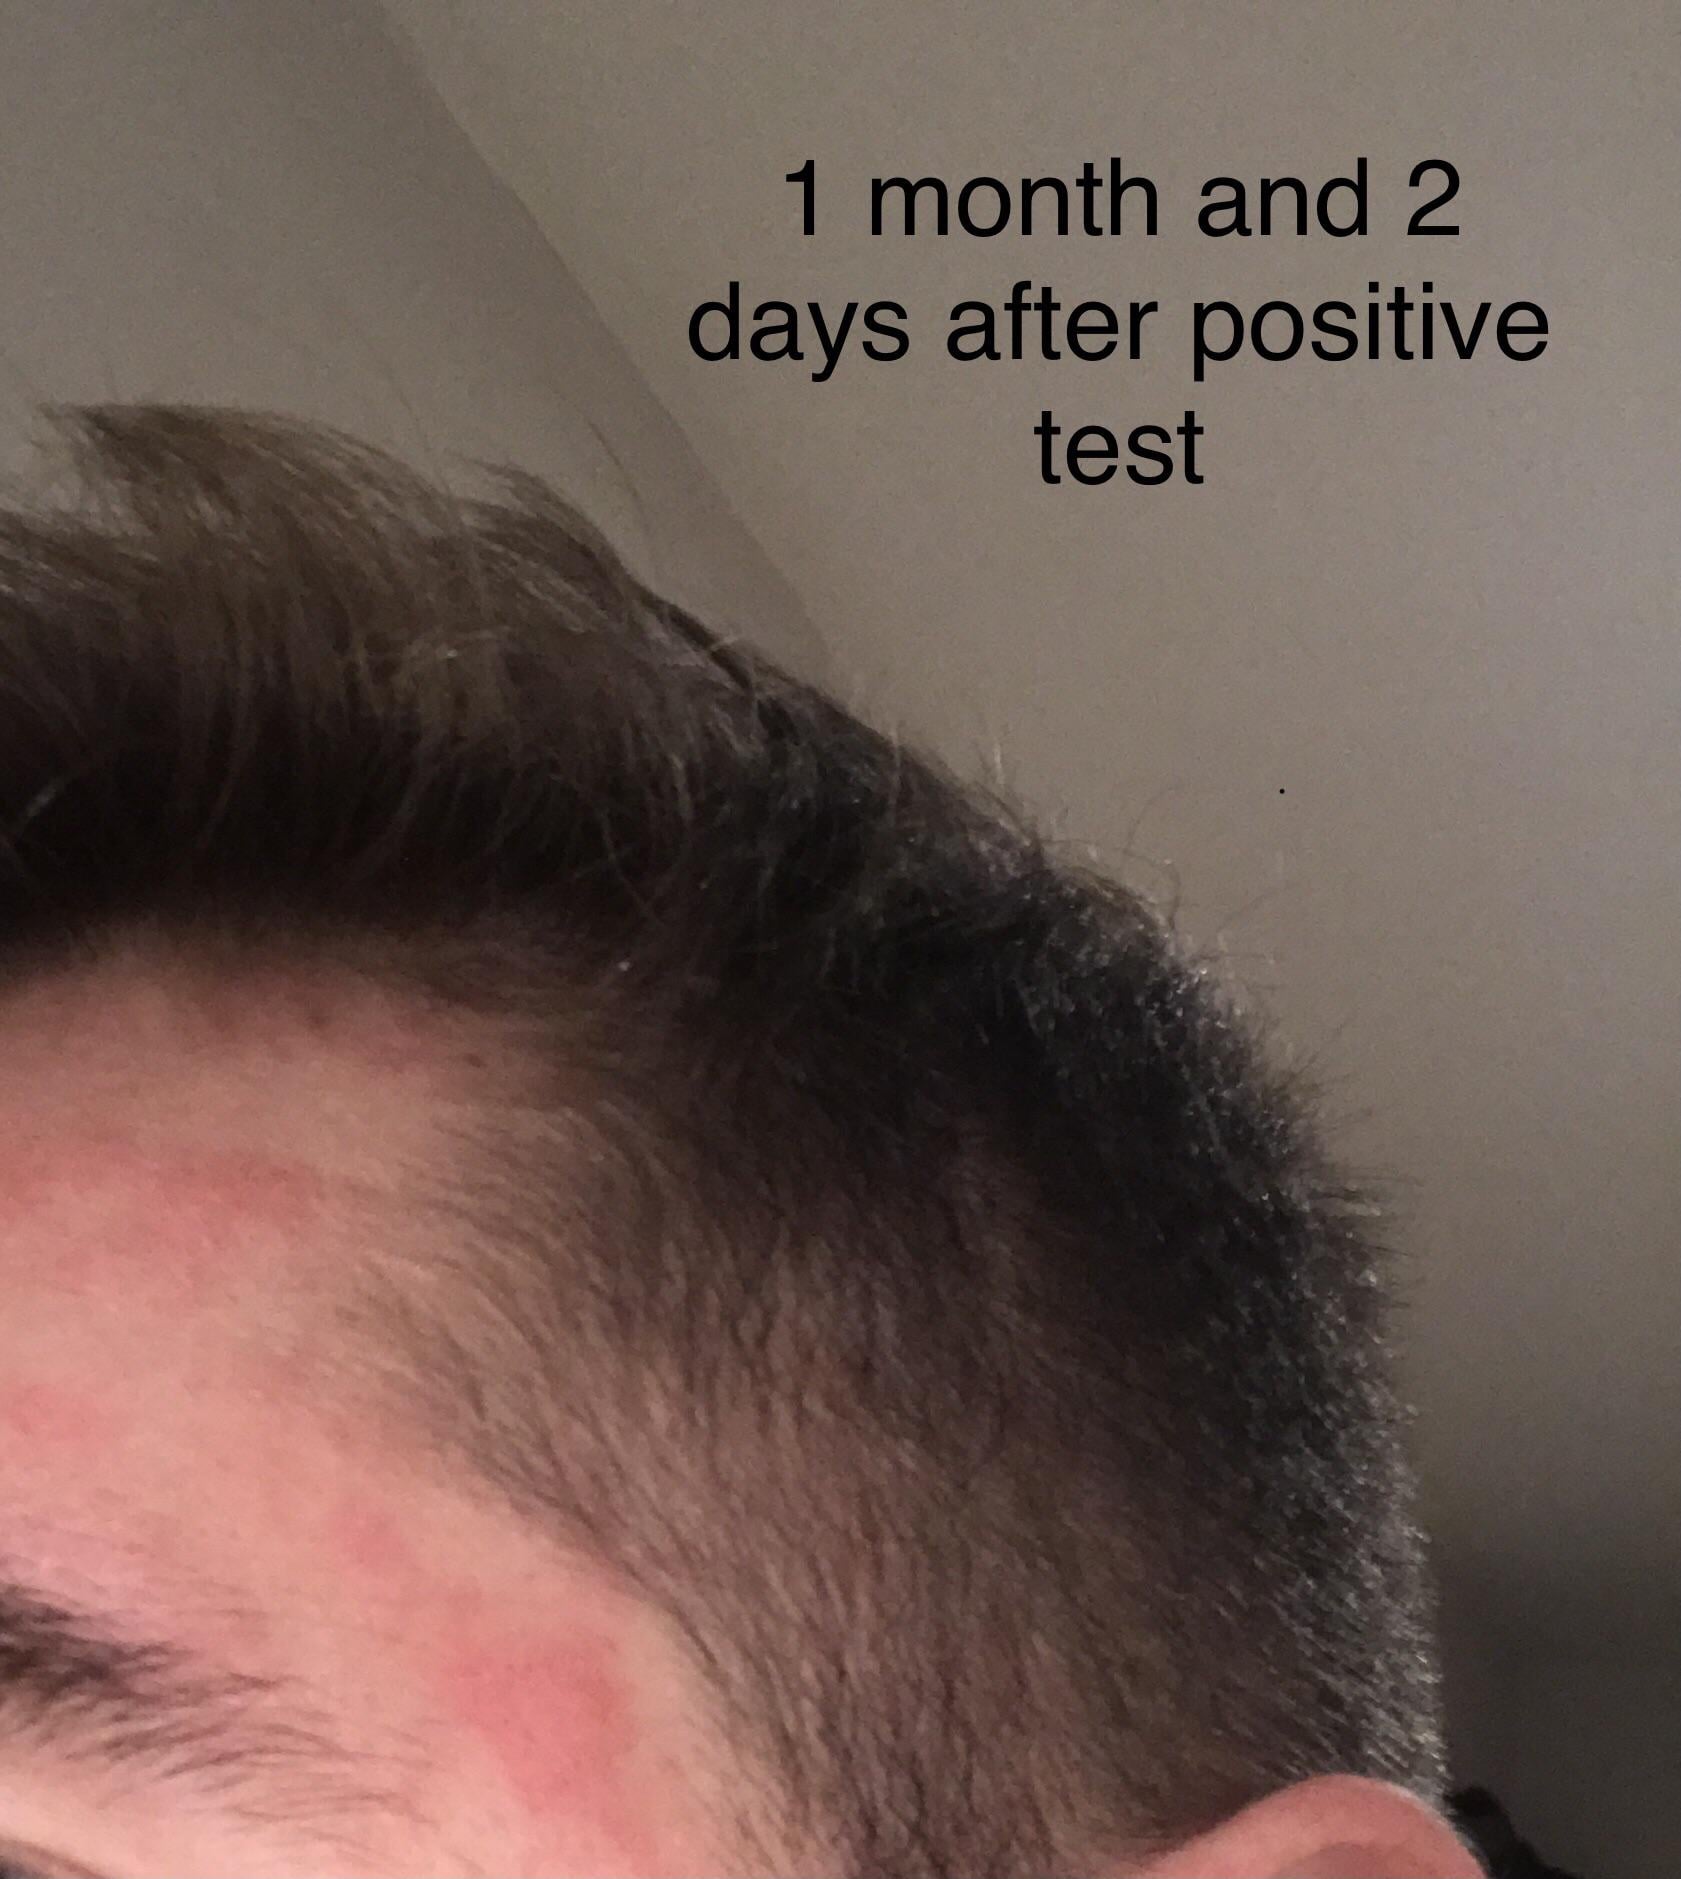 1 month and 2
days after positive
test